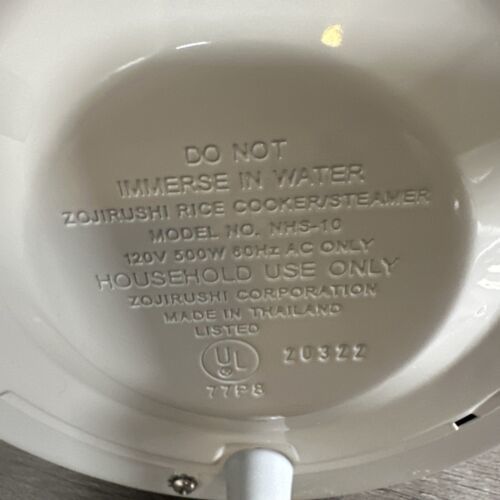 DO NOT
IMMERSE IN WATER
ZOJIRUSHI RICE COOKER/STEAMER
MODEL NO. NHS-10
120V 500W 60Hz AC ONLY
HOUSEHOLD USE ONLY
ZOJIRUSHI CORPORATION
MADE IN THAILAND
LISTED
UL 20322
77P8